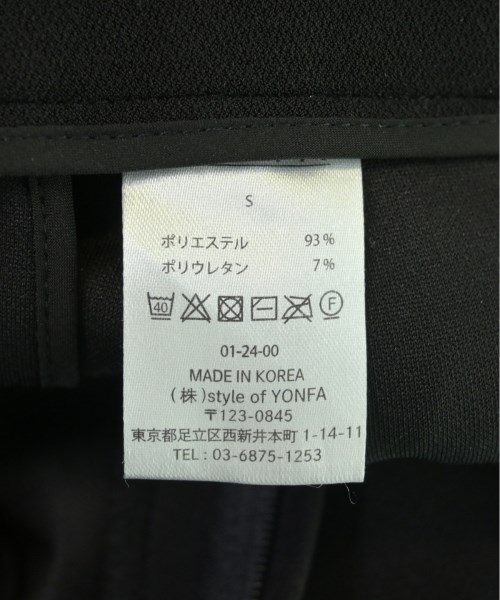 S
ポリエステル 93%
ポリウレタン 7%
40 F
01-24-00
MADE IN KOREA
(株)style of YONFA
〒123-0845
東京都足立区西新井本町 1-14-11
TEL : 03-6875-1253